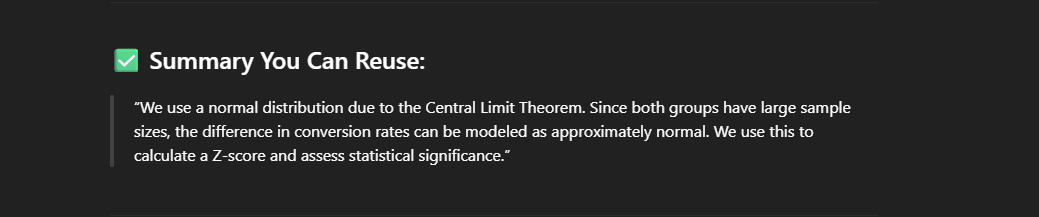 ✅ Summary You Can Reuse:
“We use a normal distribution due to the Central Limit Theorem. Since both groups have large sample
sizes, the difference in conversion rates can be modeled as approximately normal. We use this to
calculate a Z-score and assess statistical significance.”